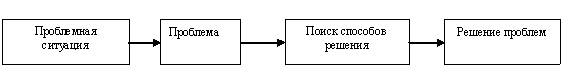 Проблемная
ситуация
Проблема
Поиск способов
решения
Решение проблем